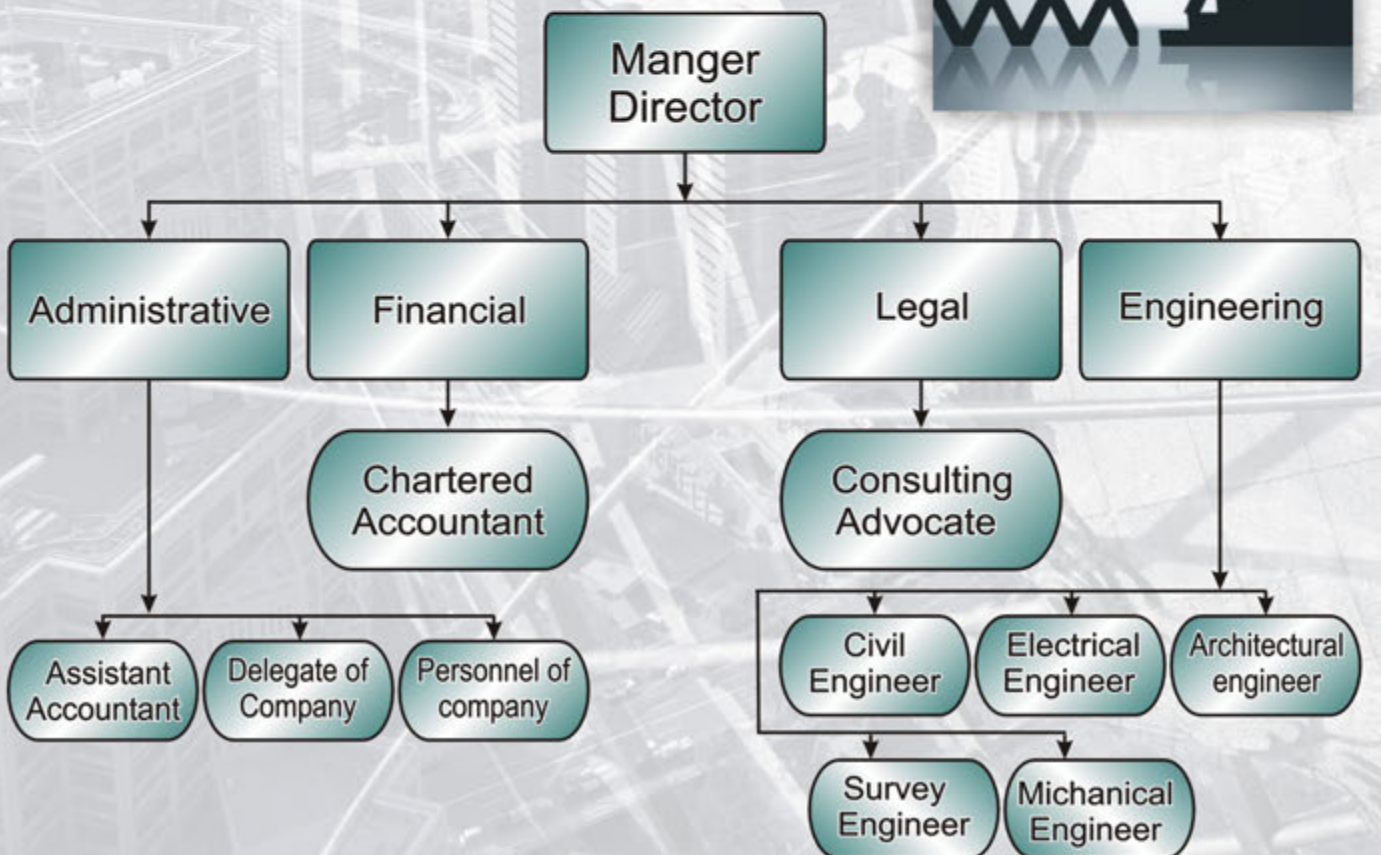 Manger
Director
Administrative
Financial
Legal
Engineering
Chartered
Accountant
Consulting
Advocate
Assistant
Accountant
Delegate of
Company
Personnel of
company
Civil
Engineer
Electrical
Engineer
Architectural
engineer
Survey
Engineer
Michanical
Engineer